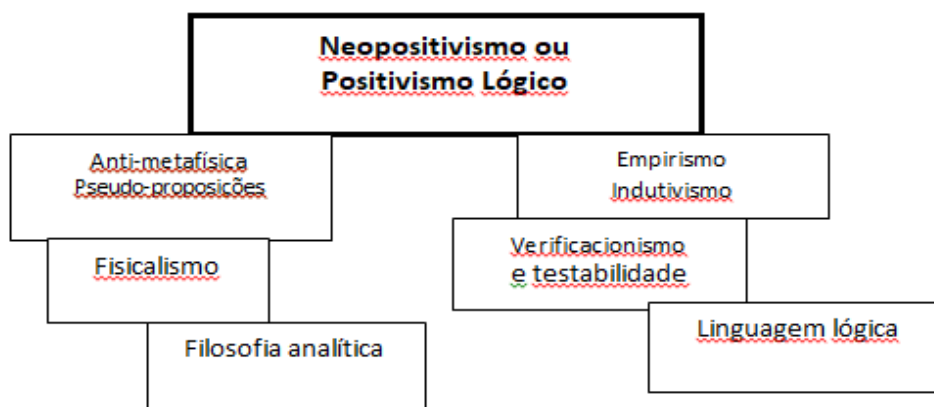 Neopositivismo ou
Positivismo Lógico
Anti-metafísica
Pseudo-proposições
Empirismo
Indutivismo
Fisicalismo
Verificacionismo
e testabilidade
Filosofia analítica
Linguagem lógica